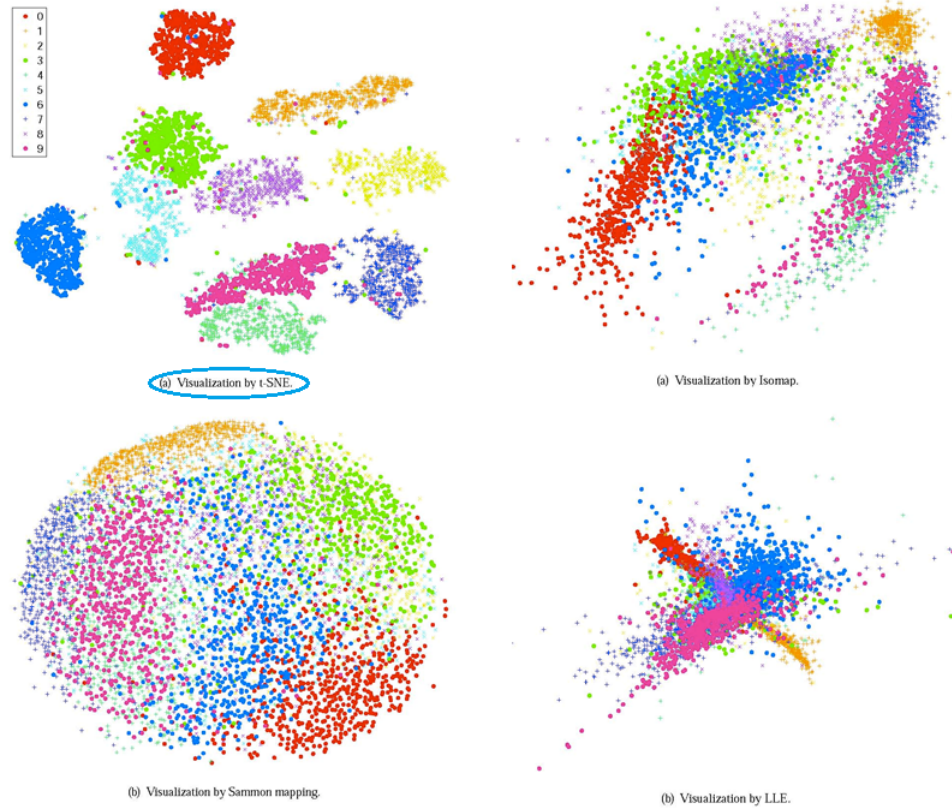 0
1
2
3
4
5
6
7
8
9
(a) Visualization by t-SNE.
(a) Visualization by Isomap.
(b) Visualization by Sammon mapping.
(b) Visualization by LLE.